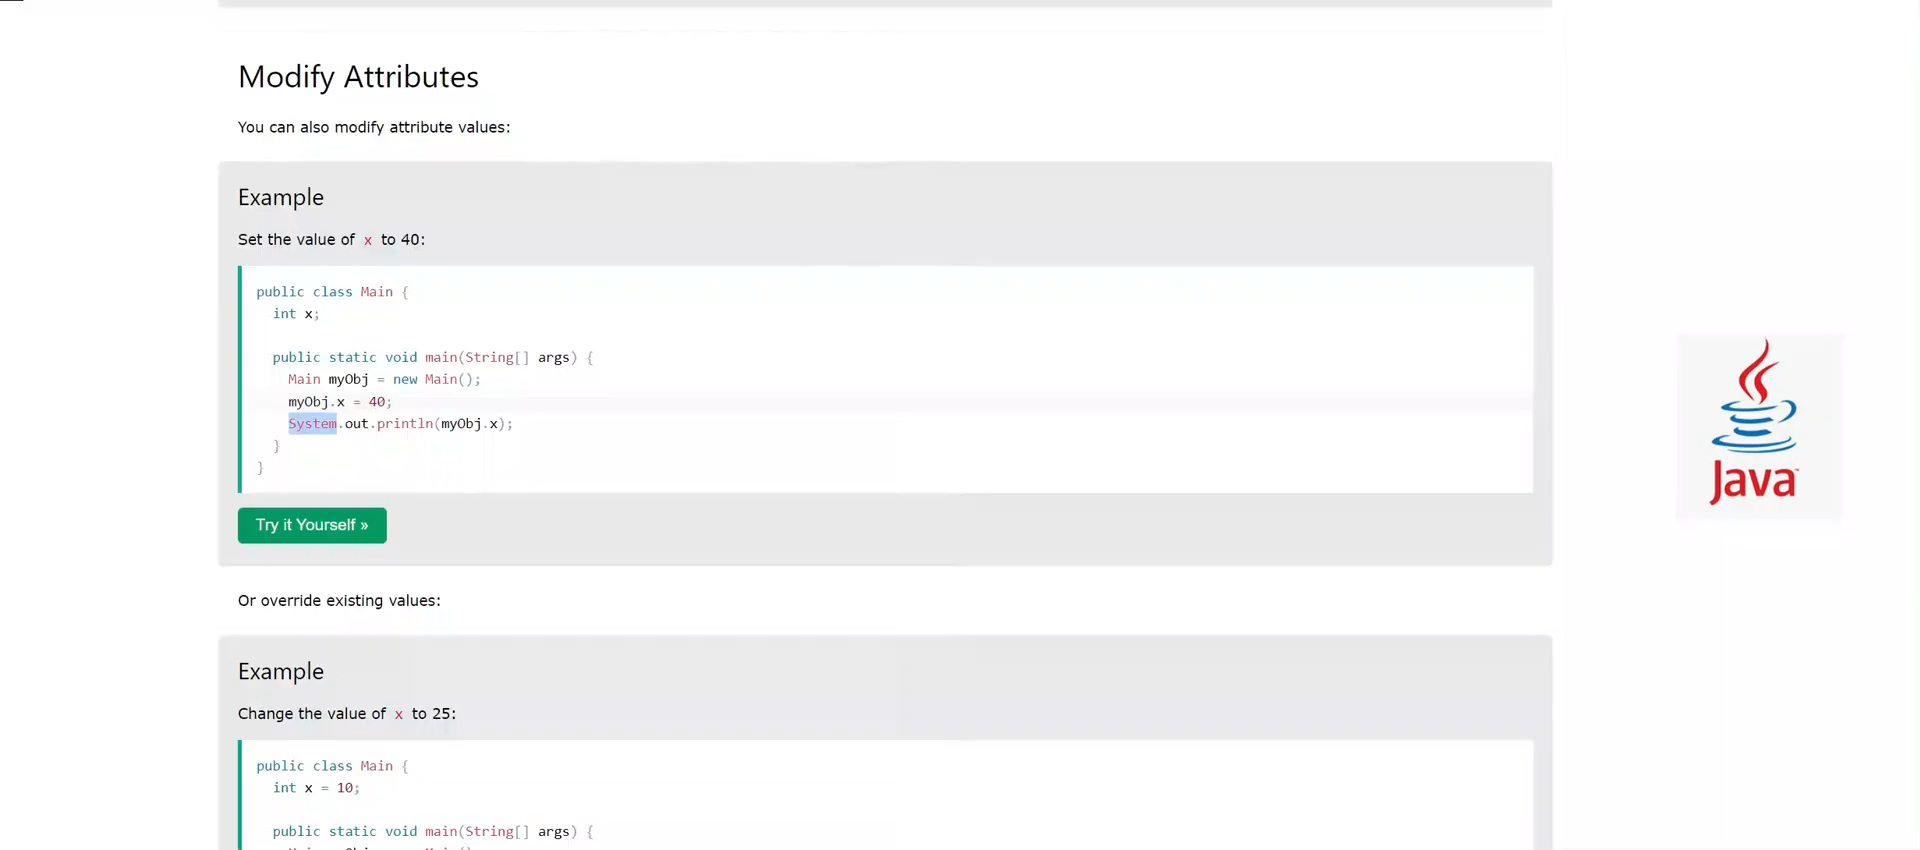 Modify Attributes
You can also modify attribute values:
Example
Set the value of x to 40:
public class Main {
int x;
public static void main(String[] args) {
Main myObj = new Main();
myObj.x = 40;
System.out.println(myObj.x);
}
}
Try it Yourself »
Java™
Or override existing values:
Example
Change the value of x to 25:
public class Main {
int x = 10;
public static void main(String[] args) {